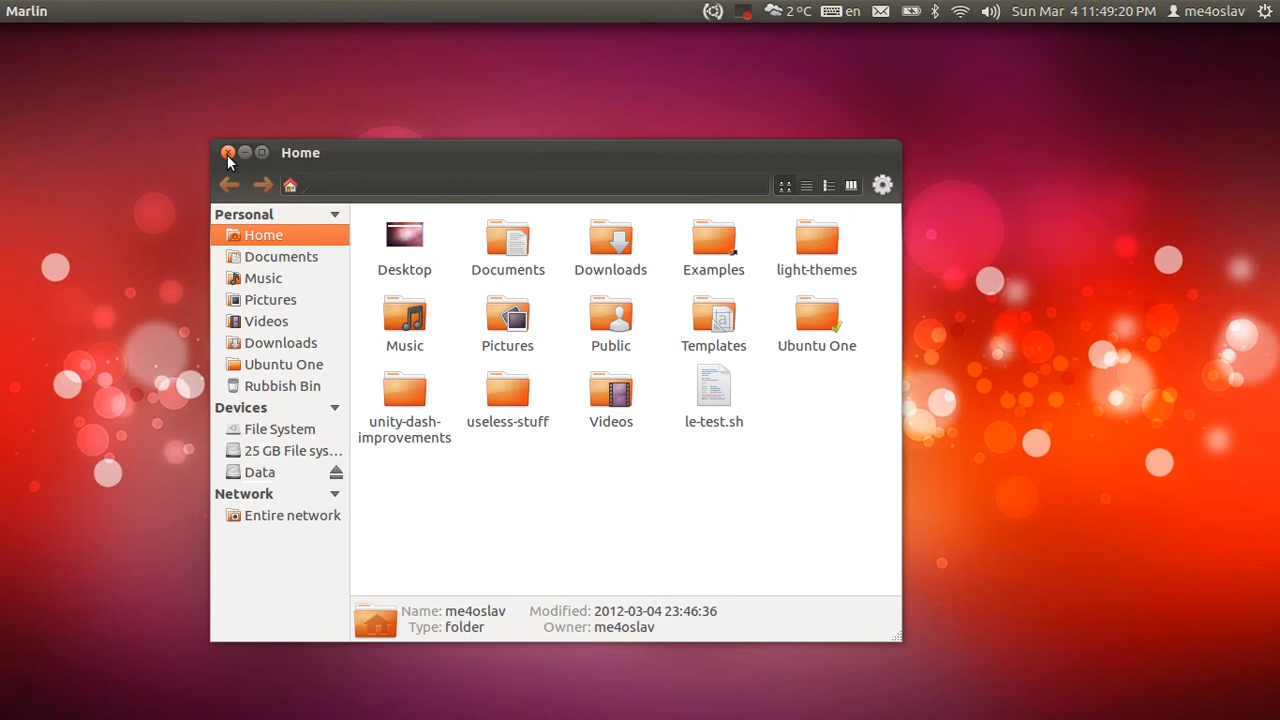 Marlin
2 ºC
en
Sun Mar 4 11:49:20 PM
me4oslav
Home
Personal
Home
Documents
Music
Pictures
Videos
Downloads
Ubuntu One
Rubbish Bin
Devices
File System
25 GB File sys...
Data
Network
Entire network
Desktop
Documents
Downloads
Examples
light-themes
Music
Pictures
Public
Templates
Ubuntu One
unity-dash-
improvements
useless-stuff
Videos
le-test.sh
Name: me4oslav
Modified: 2012-03-04 23:46:36
Type: folder
Owner: me4oslav